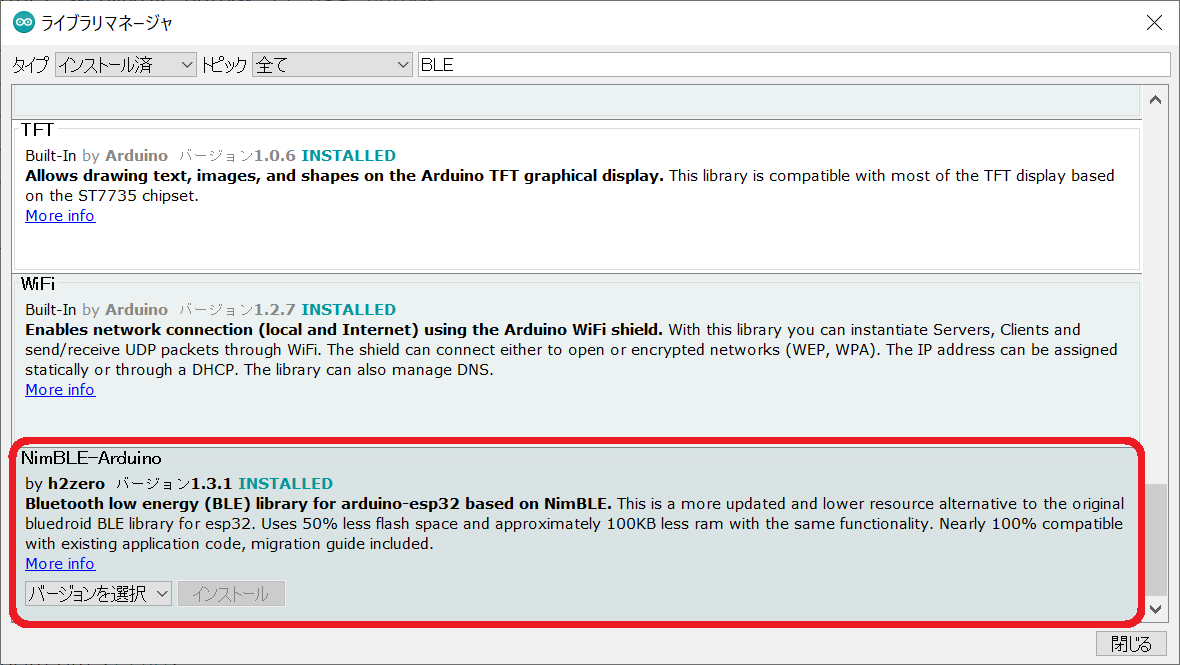 ライブラリマネージャ
タイプ インストール済 トピック 全て BLE
TFT
Built-In by Arduino バージョン1.0.6 INSTALLED
Allows drawing text, images, and shapes on the Arduino TFT graphical display. This library is compatible with most of the TFT display based
on the ST7735 chipset.
More info
WiFi
Built-In by Arduino バージョン1.2.7 INSTALLED
Enables network connection (local and Internet) using the Arduino WiFi shield. With this library you can instantiate Servers, Clients and
send/receive UDP packets through WiFi. The shield can connect either to open or encrypted networks (WEP, WPA). The IP address can be assigned
statically or through a DHCP. The library can also manage DNS.
More info
NimBLE-Arduino
by h2zero バージョン1.3.1 INSTALLED
Bluetooth low energy (BLE) library for arduino-esp32 based on NimBLE. This is a more updated and lower resource alternative to the original
bluedroid BLE library for esp32. Uses 50% less flash space and approximately 100KB less ram with the same functionality. Nearly 100% compatible
with existing application code, migration guide included.
More info
バージョンを選択 インストール
閉じる